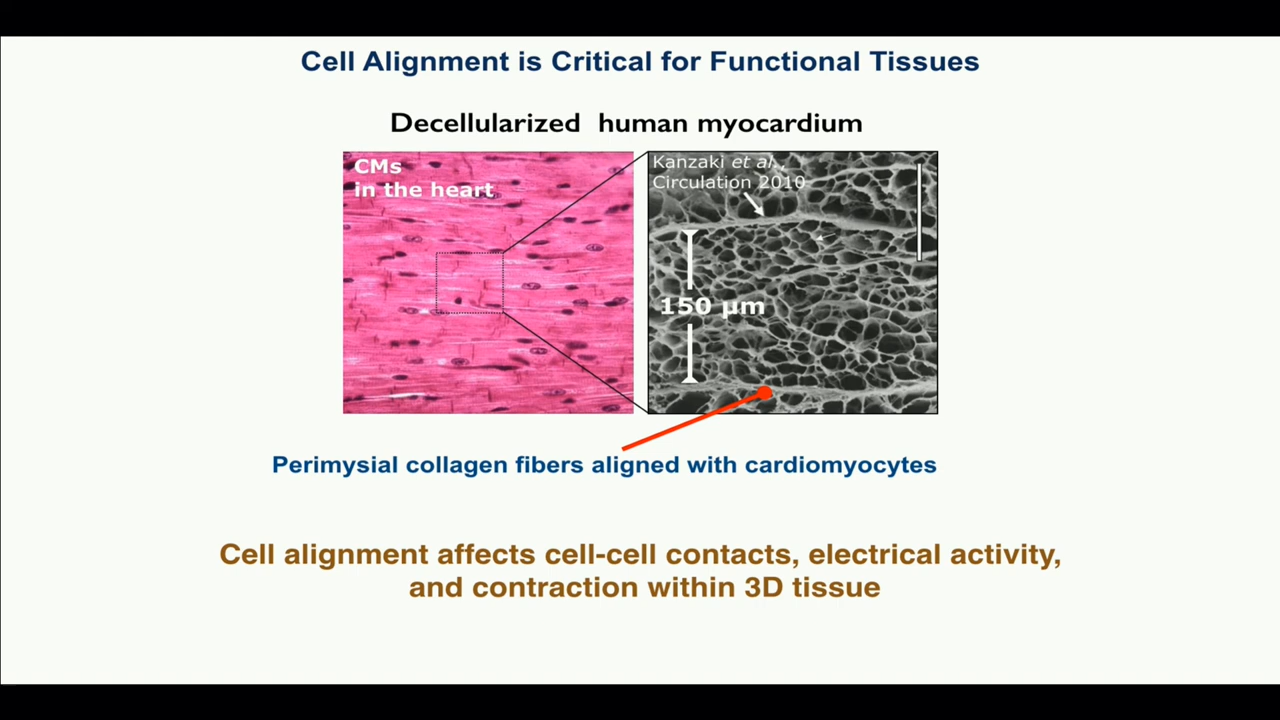 Cell Alignment is Critical for Functional Tissues
Decellularized human myocardium
CMs
in the heart
Kanzaki et al.,
Circulation 2010
150 µm
Perimysial collagen fibers aligned with cardiomyocytes
Cell alignment affects cell-cell contacts, electrical activity,
and contraction within 3D tissue